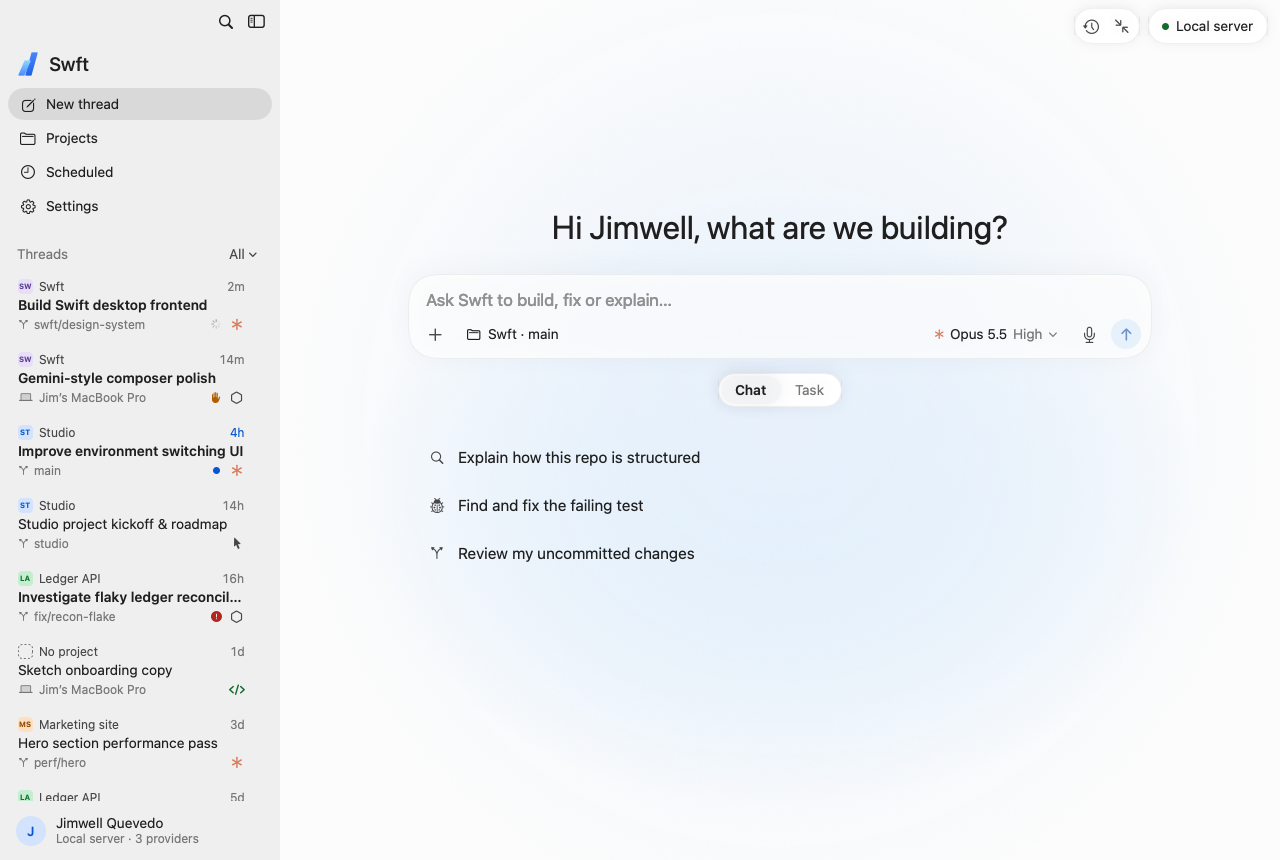 Swft
New thread
Projects
Scheduled
Settings
Threads
All
SW Swft 2m
Build Swift desktop frontend
swft/design-system
SW Swft 14m
Gemini-style composer polish
Jim's MacBook Pro
ST Studio 4h
Improve environment switching UI
main
ST Studio 14h
Studio project kickoff & roadmap
studio
LA Ledger API 16h
Investigate flaky ledger reconcil...
fix/recon-flake
No project 1d
Sketch onboarding copy
Jim's MacBook Pro
</>
MS Marketing site 3d
Hero section performance pass
perf/hero
LA Ledger API 5d
J
Jimwell Quevedo
Local server · 3 providers
Local server
Hi Jimwell, what are we building?
Ask Swft to build, fix or explain...
Swft · main
Opus 5.5 High
Chat
Task
Explain how this repo is structured
Find and fix the failing test
Review my uncommitted changes